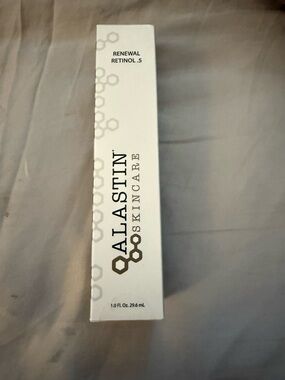 RENEWAL
RETINOL .5
ALASTIN
SKINCARE
1.0 FL. Oz. 29.6 mL